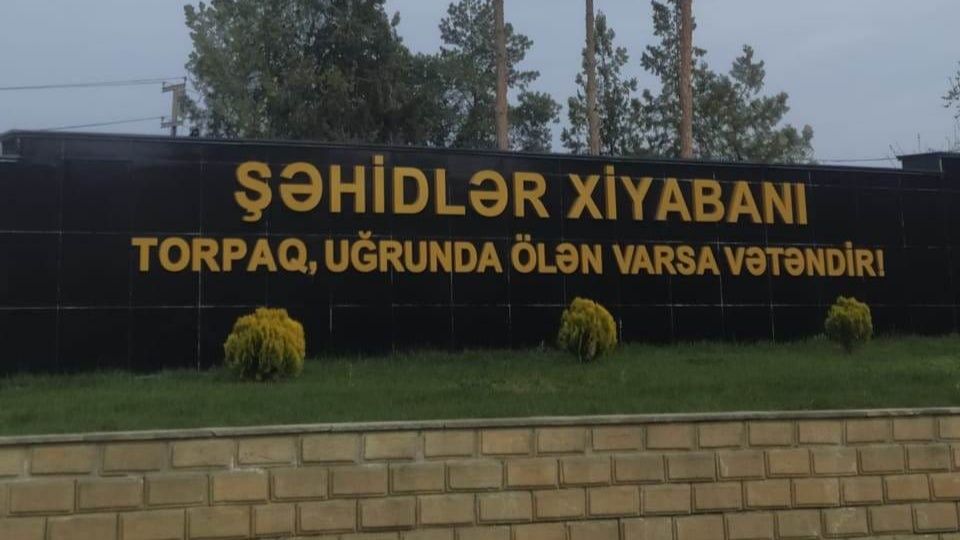 ŞƏHİDLƏR XİYABANI
TORPAQ, UĞRUNDA ÖLƏN VARSA VƏTƏNDİR!